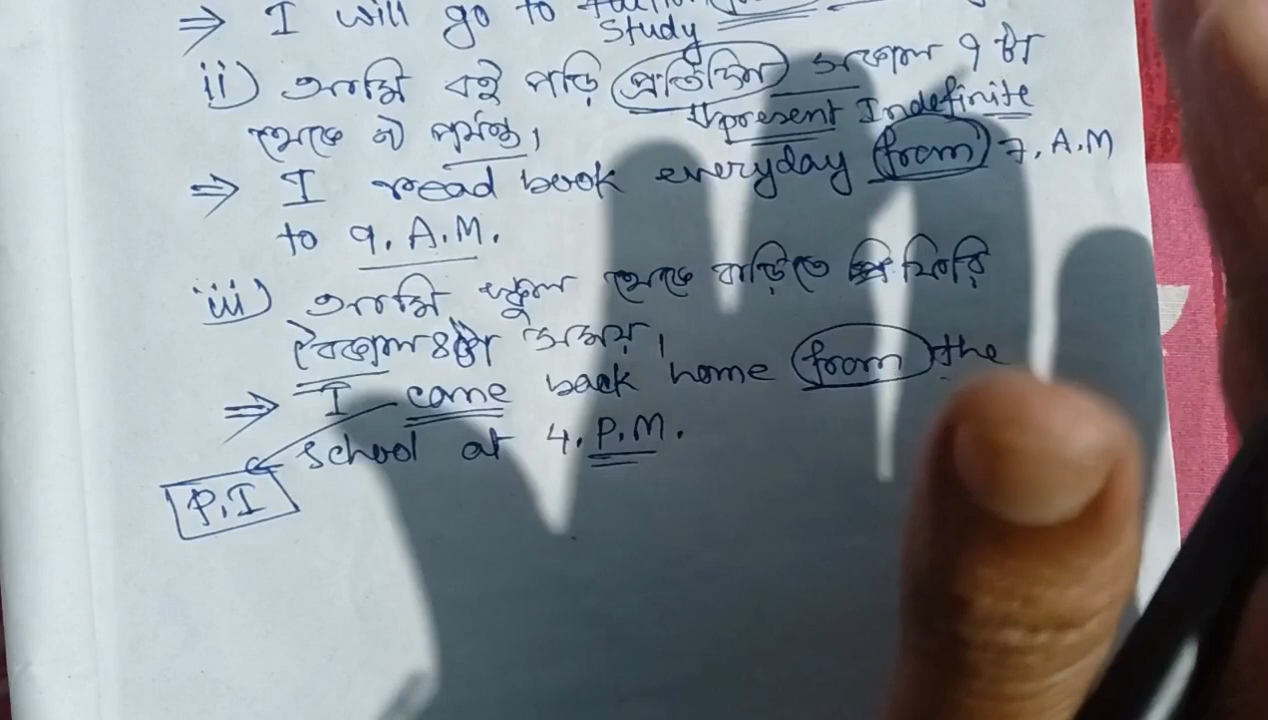 ⇒ I will go to
study
ii) আমি বই পড়ি প্রতিদিন সকাল ৭ টা
present Indefinite
থেকে ৯ পর্যন্ত।
⇒ I read book everyday from 7. A.M
to 9. A.M.
iii) আমি স্কুল থেকে বাড়িতে ফিরি
বৈকাল ৪টা সময়।
⇒ I come back home from the
school at 4. P.M.
P.I